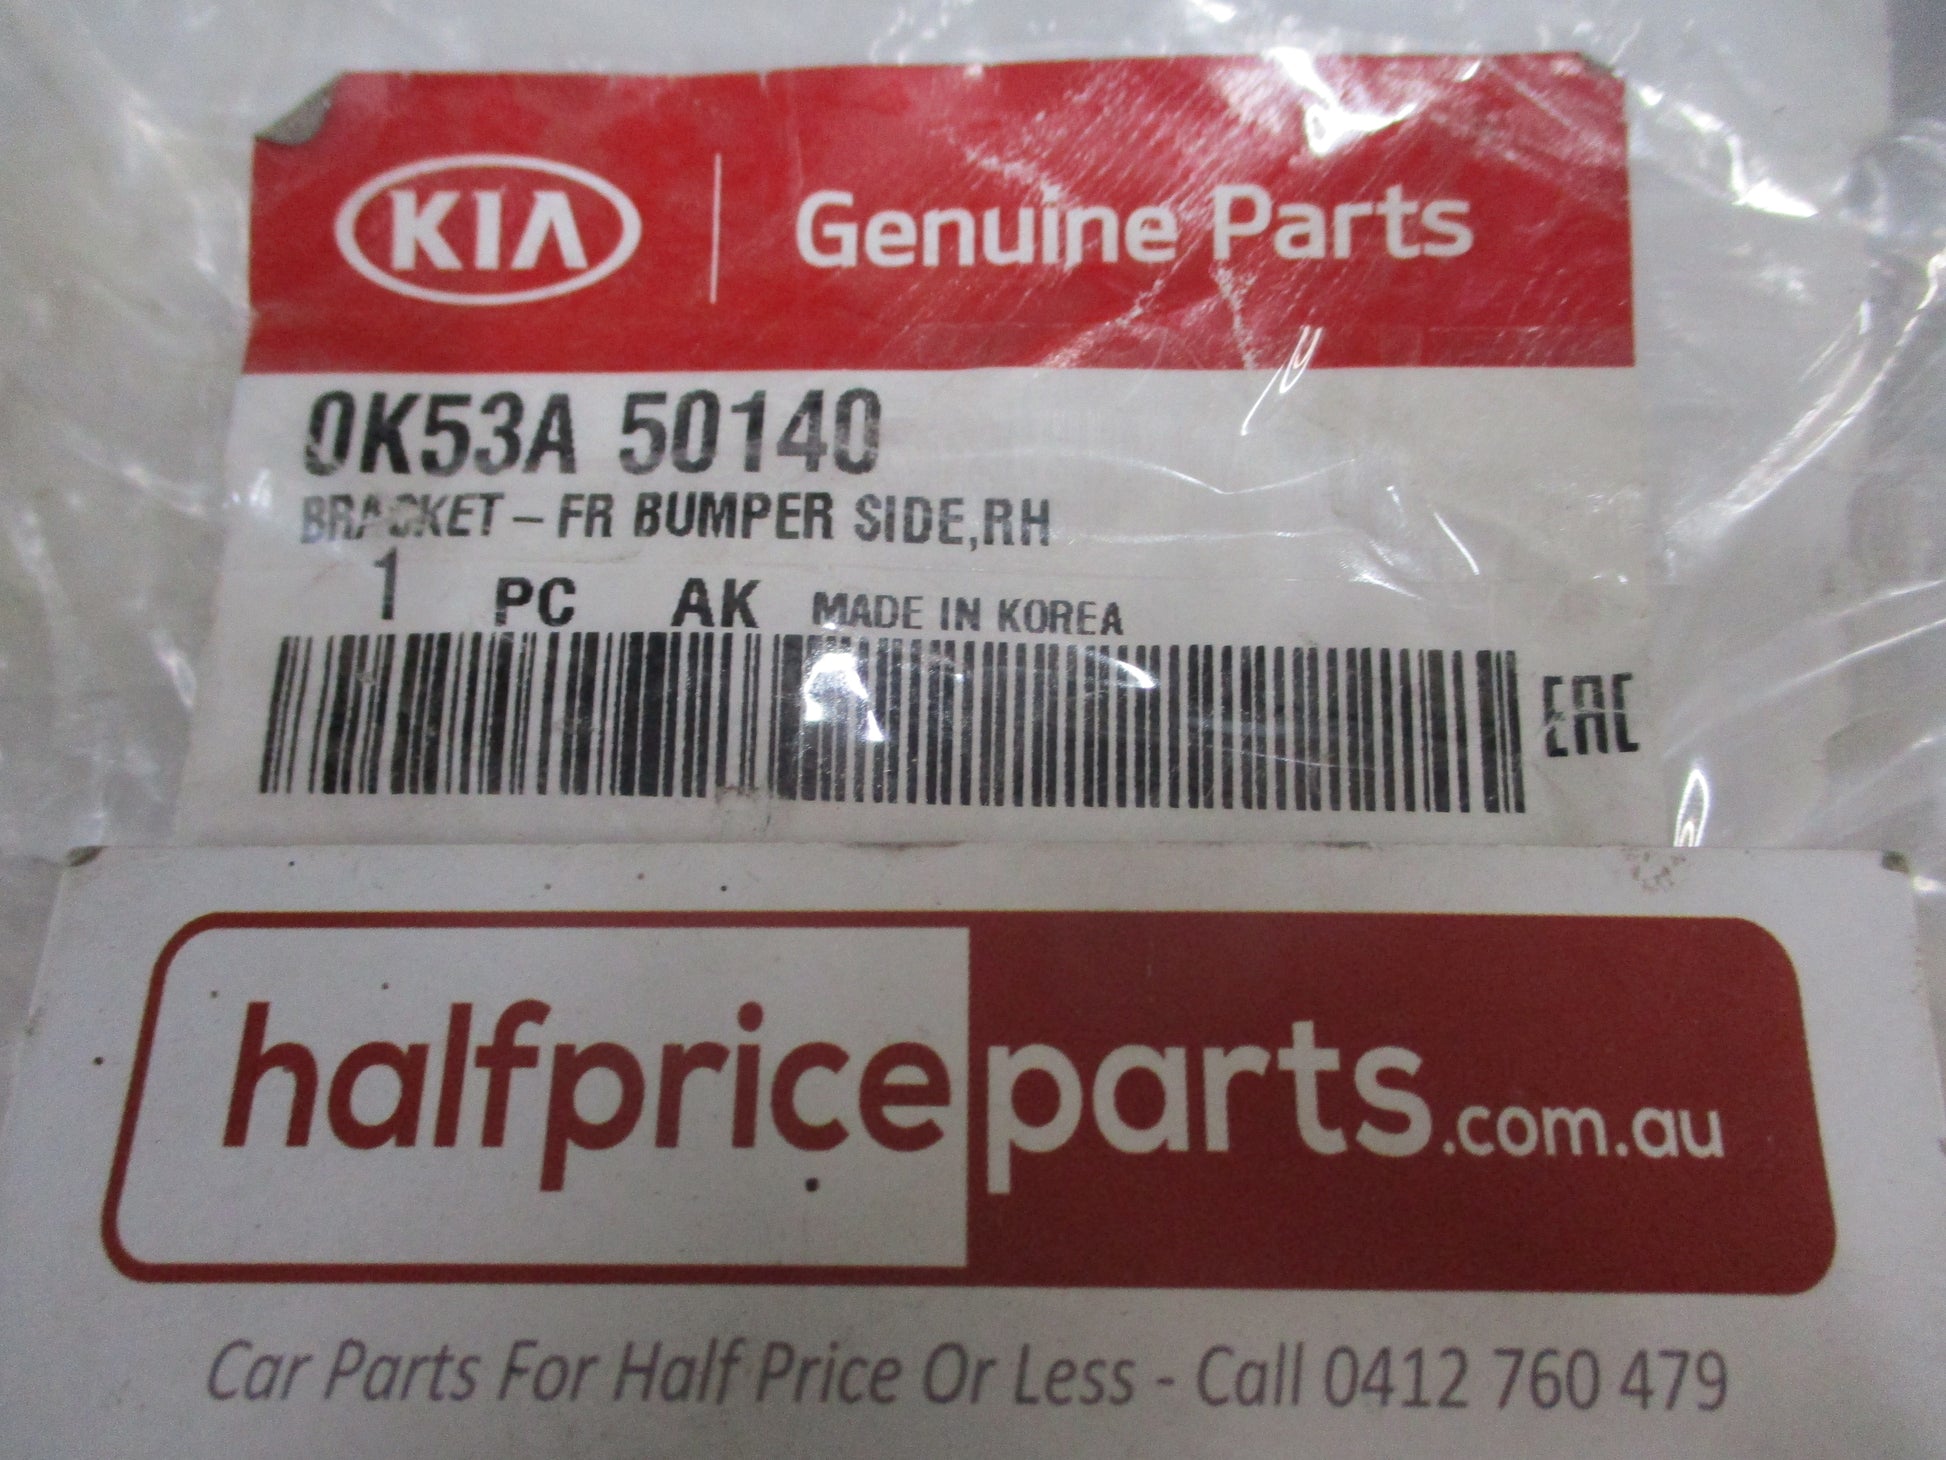 KIA | Genuine Parts
0K53A 50140
BRACKET – FR BUMPER SIDE,RH
1 PC AK MADE IN KOREA
EAC
halfpriceparts.com.au
Car Parts For Half Price Or Less - Call 0412 760 479